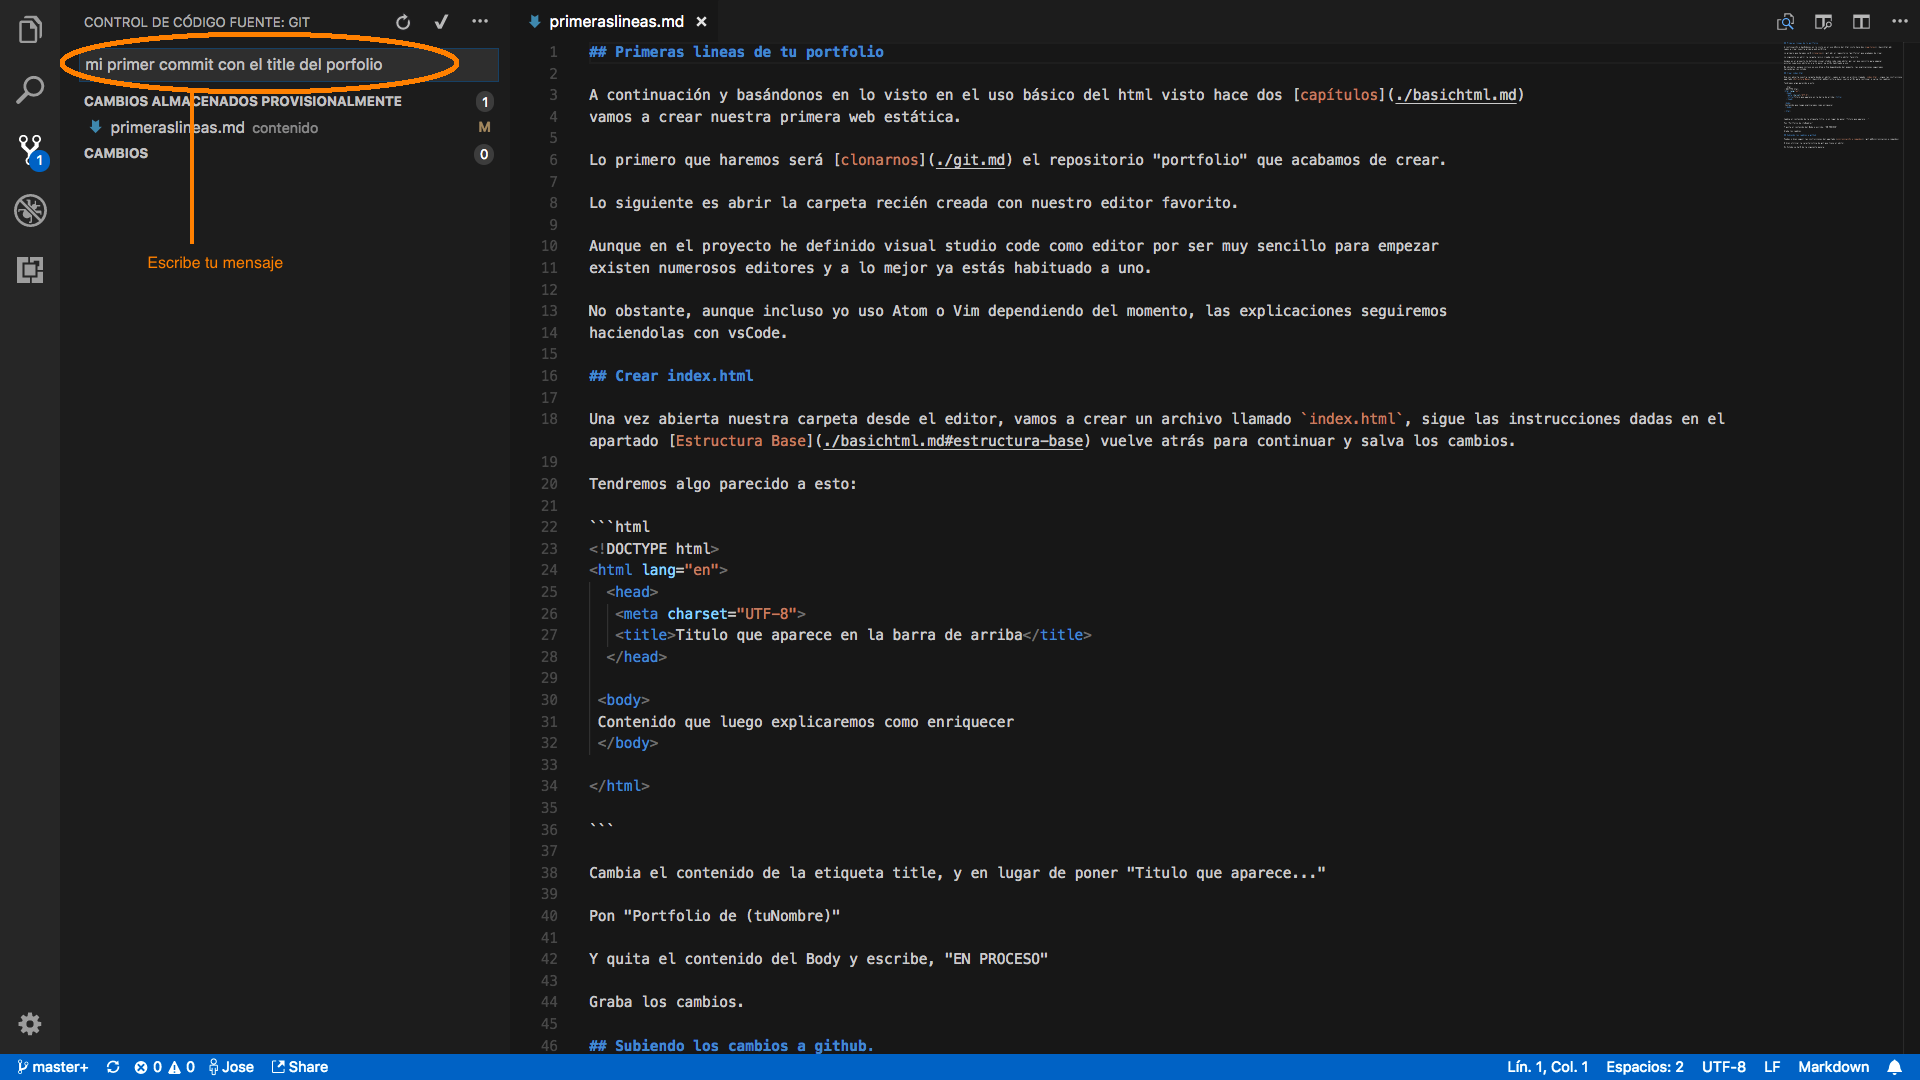 CONTROL DE CÓDIGO FUENTE: GIT
mi primer commit con el title del porfolio
CAMBIOS ALMACENADOS PROVISIONALMENTE 1
primeraslineas.md contenido M
CAMBIOS 0
1
Escribe tu mensaje
primeraslineas.md
1 ## Primeras lineas de tu portfolio
2
3 A continuación y basándonos en lo visto en el uso básico del html visto hace dos [capítulos](./basichtml.md)
4 vamos a crear nuestra primera web estática.
5
6 Lo primero que haremos será [clonarnos](./git.md) el repositorio "portfolio" que acabamos de crear.
7
8 Lo siguiente es abrir la carpeta recién creada con nuestro editor favorito.
9
10 Aunque en el proyecto he definido visual studio code como editor por ser muy sencillo para empezar
11 existen numerosos editores y a lo mejor ya estás habituado a uno.
12
13 No obstante, aunque incluso yo uso Atom o Vim dependiendo del momento, las explicaciones seguiremos
14 haciendolas con vsCode.
15
16 ## Crear index.html
17
18 Una vez abierta nuestra carpeta desde el editor, vamos a crear un archivo llamado `index.html`, sigue las instrucciones dadas en el
apartado [Estructura Base](./basichtml.md#estructura-base) vuelve atrás para continuar y salva los cambios.
19
20 Tendremos algo parecido a esto:
21
22 ```html
23 <!DOCTYPE html>
24 <html lang="en">
25 <head>
26 <meta charset="UTF-8">
27 <title>Titulo que aparece en la barra de arriba</title>
28 </head>
29
30 <body>
31 Contenido que luego explicaremos como enriquecer
32 </body>
33
34 </html>
35
36 ```
37
38 Cambia el contenido de la etiqueta title, y en lugar de poner "Titulo que aparece..."
39
40 Pon "Portfolio de (tuNombre)"
41
42 Y quita el contenido del Body y escribe, "EN PROCESO"
43
44 Graba los cambios.
45
46 ## Subiendo los cambios a github.
master+ 0 0 Jose Share Lín. 1, Col. 1 Espacios: 2 UTF-8 LF Markdown